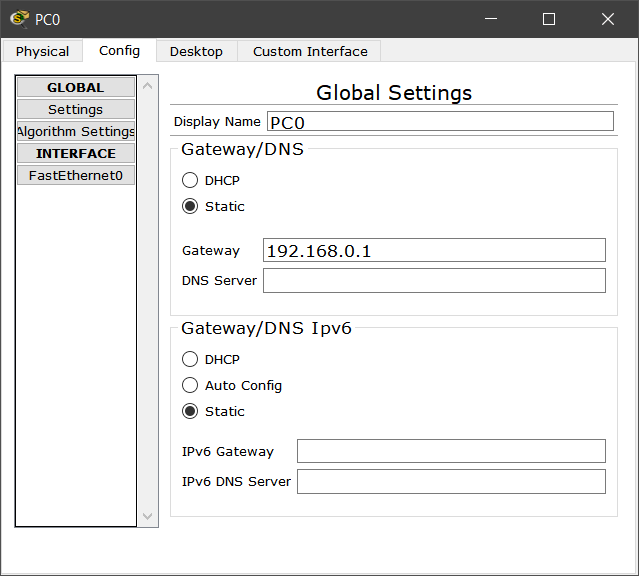 PC0
Physical Config Desktop Custom Interface
GLOBAL
Settings
Algorithm Settings
INTERFACE
FastEthernet0
Global Settings
Display Name PC0
Gateway/DNS
DHCP
Static
Gateway 192.168.0.1
DNS Server
Gateway/DNS Ipv6
DHCP
Auto Config
Static
IPv6 Gateway
IPv6 DNS Server